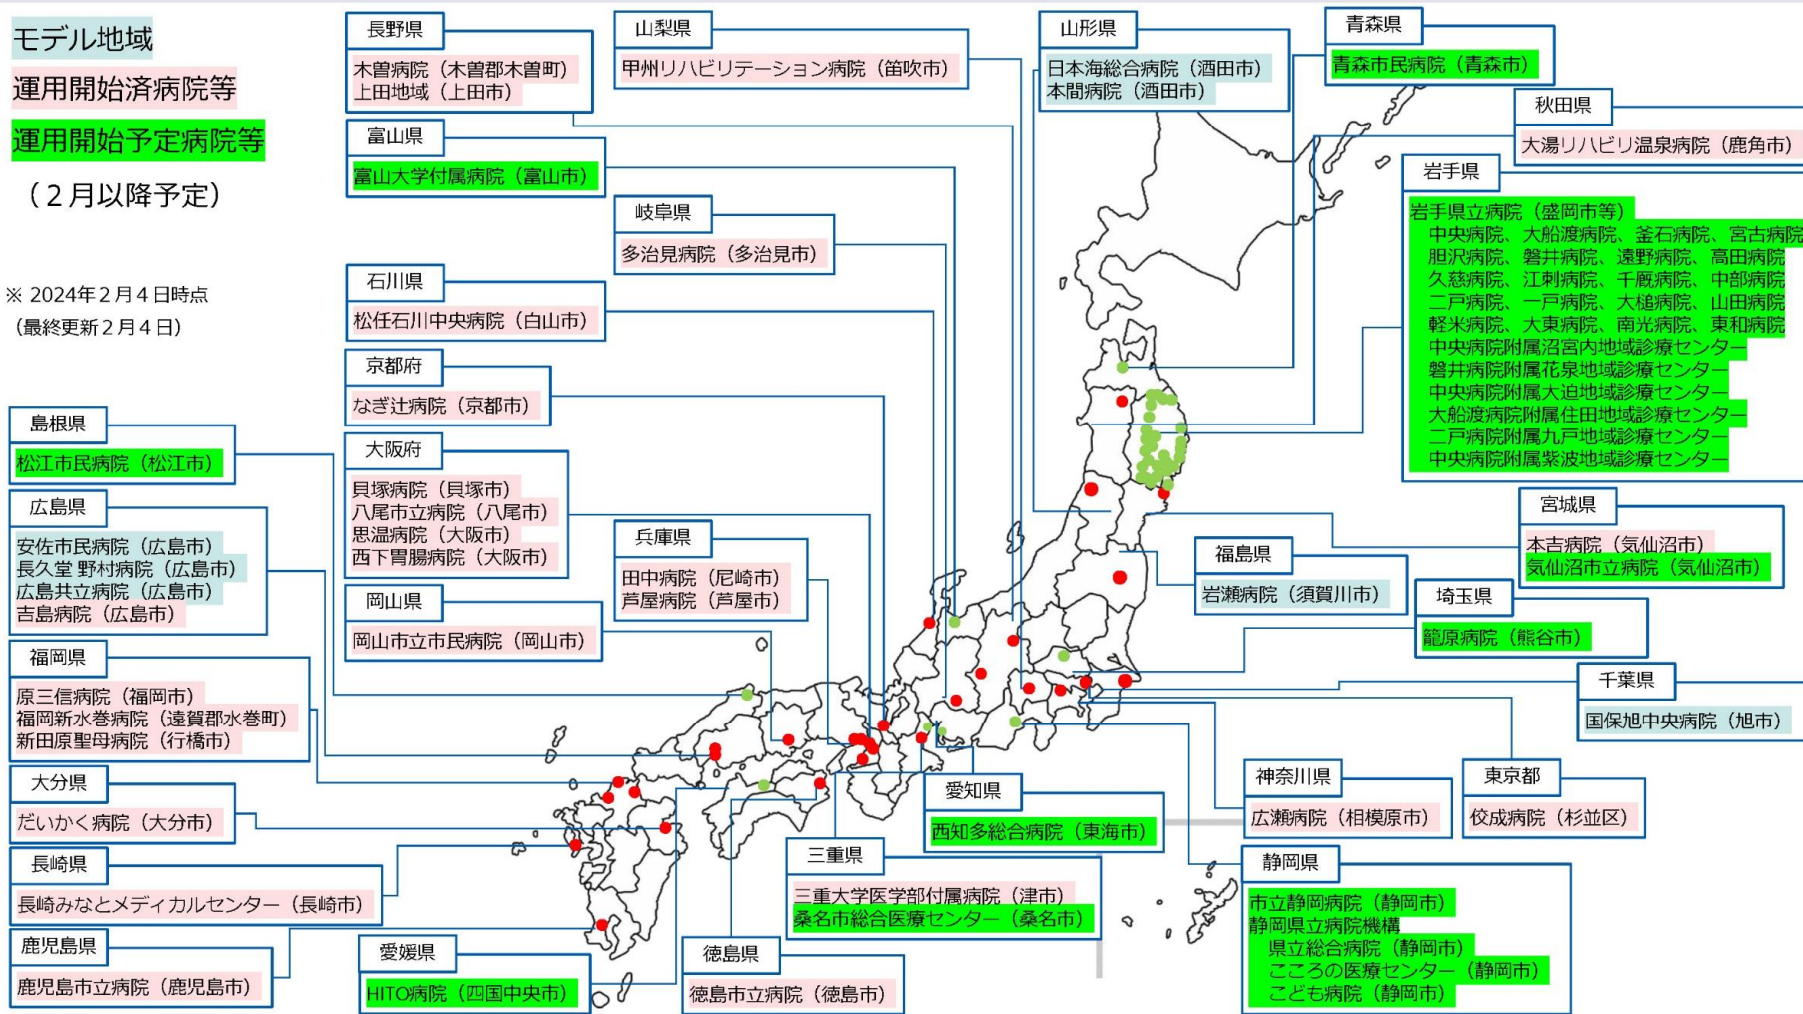 モデル地域
運用開始済病院等
運用開始予定病院等
（２月以降予定）
※ 2024年２月４日時点
（最終更新２月４日）
長野県
木曽病院（木曽郡木曽町）
上田地域（上田市）
山梨県
甲州リハビリテーション病院（笛吹市）
山形県
日本海総合病院（酒田市）
本間病院（酒田市）
青森県
青森市民病院（青森市）
秋田県
大湯リハビリ温泉病院（鹿角市）
富山県
富山大学付属病院（富山市）
岐阜県
多治見病院（多治見市）
石川県
松任石川中央病院（白山市）
京都府
なぎ辻病院（京都市）
岩手県
岩手県立病院（盛岡市等）
中央病院、大船渡病院、釜石病院、宮古病院
胆沢病院、磐井病院、遠野病院、高田病院
久慈病院、江刺病院、千厩病院、中部病院
二戸病院、一戸病院、大槌病院、山田病院
軽米病院、大東病院、南光病院、東和病院
中央病院附属沼宮内地域診療センター
磐井病院附属花泉地域診療センター
中央病院附属大迫地域診療センター
大船渡病院附属住田地域診療センター
二戸病院附属九戸地域診療センター
中央病院附属紫波地域診療センター
島根県
松江市民病院（松江市）
大阪府
貝塚病院（貝塚市）
八尾市立病院（八尾市）
思温病院（大阪市）
西下胃腸病院（大阪市）
広島県
安佐市民病院（広島市）
長久堂 野村病院（広島市）
広島共立病院（広島市）
吉島病院（広島市）
兵庫県
田中病院（尼崎市）
芦屋病院（芦屋市）
岡山県
岡山市立市民病院（岡山市）
宮城県
本吉病院（気仙沼市）
気仙沼市立病院（気仙沼市）
福島県
岩瀬病院（須賀川市）
埼玉県
籠原病院（熊谷市）
福岡県
原三信病院（福岡市）
福岡新水巻病院（遠賀郡水巻町）
新田原聖母病院（行橋市）
千葉県
国保旭中央病院（旭市）
大分県
だいかく病院（大分市）
愛知県
西知多総合病院（東海市）
神奈川県
広瀬病院（相模原市）
東京都
佼成病院（杉並区）
長崎県
長崎みなとメディカルセンター（長崎市）
三重県
三重大学医学部付属病院（津市）
桑名市総合医療センター（桑名市）
静岡県
市立静岡病院（静岡市）
静岡県立病院機構
県立総合病院（静岡市）
こころの医療センター（静岡市）
こども病院（静岡市）
鹿児島県
鹿児島市立病院（鹿児島市）
愛媛県
HITO病院（四国中央市）
徳島県
徳島市立病院（徳島市）